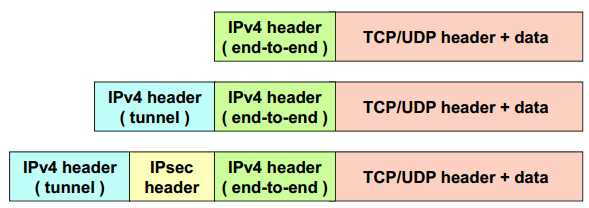 IPv4 header
( end-to-end )
TCP/UDP header + data
IPv4 header
( tunnel )
IPv4 header
( end-to-end )
TCP/UDP header + data
IPv4 header
( tunnel )
IPsec
header
IPv4 header
( end-to-end )
TCP/UDP header + data